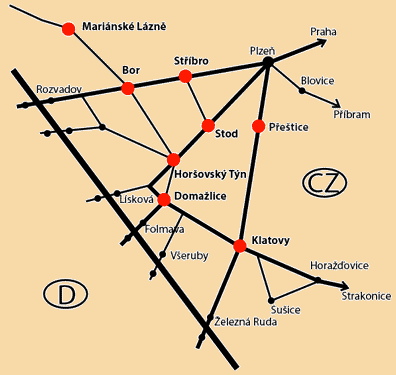 Mariánské Lázně
Praha
Plzeň
Stříbro
Bor
Rozvadov
Blovice
Příbram
Přeštice
Stod
Horšovský Týn
CZ
Lísková
Domažlice
Folmava
Klatovy
Všeruby
Horažďovice
Strakonice
D
Sušice
Železná Ruda